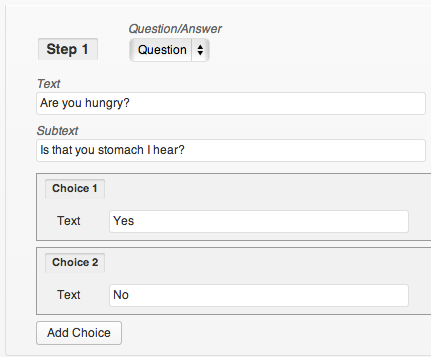 Question/Answer
Step 1
Question
Text
Are you hungry?
Subtext
Is that you stomach I hear?
Choice 1
Text Yes
Choice 2
Text No
Add Choice